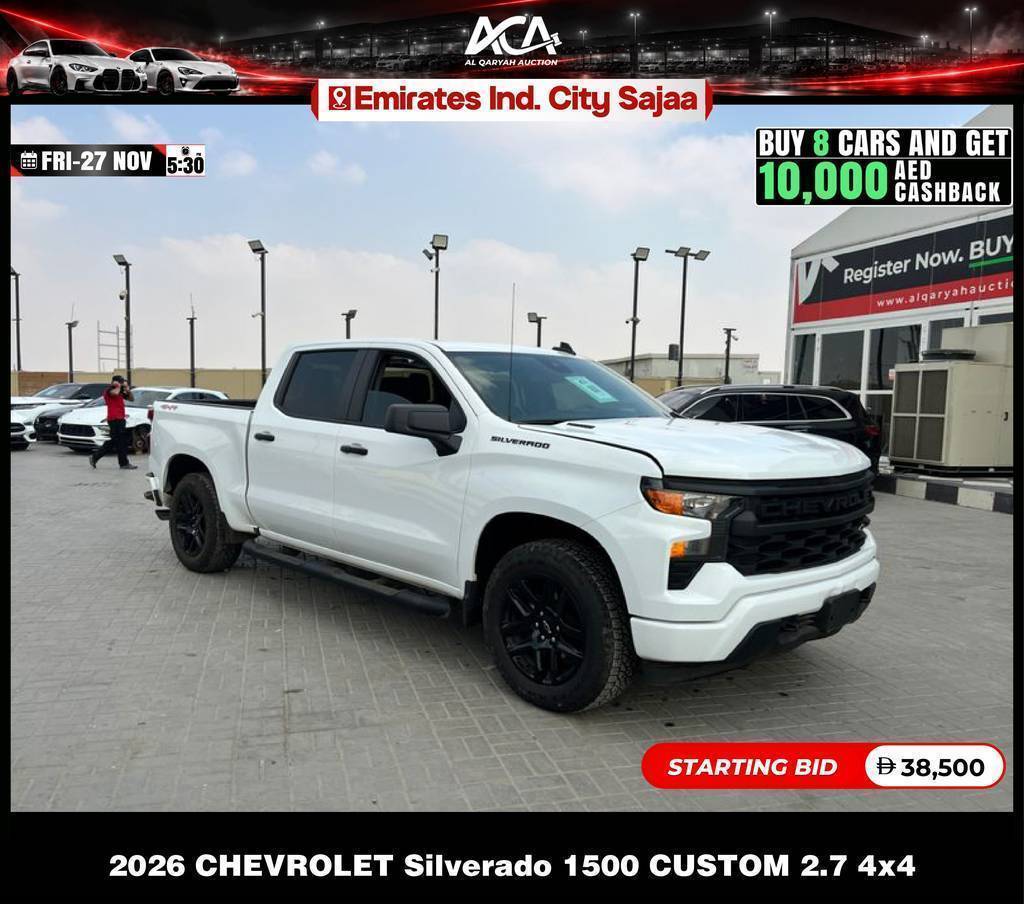 ACA
AL QARYAH AUCTION
Emirates Ind. City Sajaa
FRI-27 NOV 5:30 PM
BUY 8 CARS AND GET
10,000 AED CASHBACK
Register Now. BUY
www.alqaryahaucti
4X4
SILVERADO
CHEVROLET
STARTING BID 38,500
2026 CHEVROLET Silverado 1500 CUSTOM 2.7 4x4